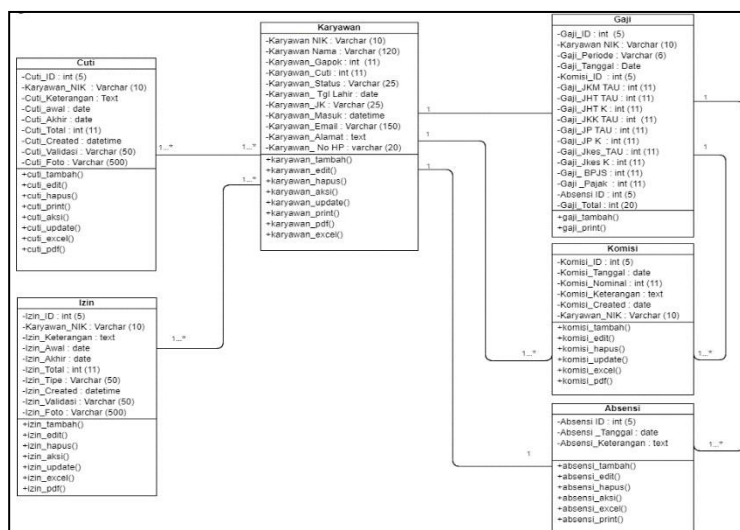 Cuti
-Cuti_ID : int (5)
-Karyawan_NIK : Varchar (10)
-Cuti_Keterangan : Text
-Cuti_awal : date
-Cuti_Akhir : date
-Cuti_Total : int (11)
-Cuti_Created : datetime
-Cuti_Validasi : Varchar (50)
-Cuti_Foto : Varchar (500)
+cuti_tambah()
+cuti_edit()
+cuti_hapus()
+cuti_print()
+cuti_aksi()
+cuti_update()
+cuti_excel()
+cuti_pdf()
Izin
-Izin_ID : int (5)
-Karyawan_NIK : Varchar (10)
-Izin_Keterangan : text
-Izin_Awal : date
-Izin_Akhir : date
-Izin_Total : int (11)
-Izin_Tipe : Varchar (50)
-Izin_Created : datetime
-Izin_Validasi : Varchar (50)
-Izin_Foto : Varchar (500)
+izin_tambah()
+izin_edit()
+izin_hapus()
+izin_aksi()
+izin_update()
+izin_excel()
+izin_pdf()
1...*
1...*
1...*
1...*
Karyawan
-Karyawan NIK : Varchar (10)
-Karyawan Nama : Varchar (120)
-Karyawan_Gapok : int (11)
-Karyawan_Cuti : int (11)
-Karyawan_Status : Varchar (25)
-Karyawan_ Tgl Lahir : date
-Karyawan_JK : Varchar (25)
-Karyawan_Masuk : datetime
-Karyawan_Email : Varchar (150)
-Karyawan_Alamat : text
-Karyawan_ No HP : varchar (20)
+karyawan_tambah()
+karyawan_edit()
+karyawan_hapus()
+karyawan_aksi()
+karyawan_update()
+karyawan_print()
+karyawan_pdf()
+karyawan_excel()
1
1
1
1
1...*
1
Gaji
-Gaji_ID : int (5)
-Karyawan NIK : Varchar (10)
-Gaji_Periode : Varchar (6)
-Gaji_Tanggal : Date
-Komisi_ID : int (5)
-Gaji_JKM TAU : int (11)
-Gaji_JHT TAU : int (11)
-Gaji_JHT K : int (11)
-Gaji_JKK TAU : int (11)
-Gaji_JP TAU : int (11)
-Gaji_JP K : int (11)
-Gaji_Jkes_TAU : int (11)
-Gaji_Jkes K : int (11)
-Gaji_ BPJS : int (11)
-Gaji _Pajak : int (11)
-Absensi ID : int (5)
-Gaji_Total : int (20)
+gaji_tambah()
+gaji_print()
1
1
Komisi
-Komisi_ID : int (5)
-Komisi_Tanggal : date
-Komisi_Nominal : int (11)
-Komisi_Keterangan : text
-Komisi_Created : date
-Karyawan_NIK : Varchar (10)
+komisi_tambah()
+komisi_edit()
+komisi_hapus()
+komisi_update()
+komisi_excel()
+komisi_pdf()
1...*
Absensi
-Absensi ID : int (5)
-Absensi _Tanggal : date
-Absensi_Keterangan : text
+absensi_tambah()
+absensi_edit()
+absensi_hapus()
+absensi_aksi()
+absensi_excel()
+absensi_print()
1...*